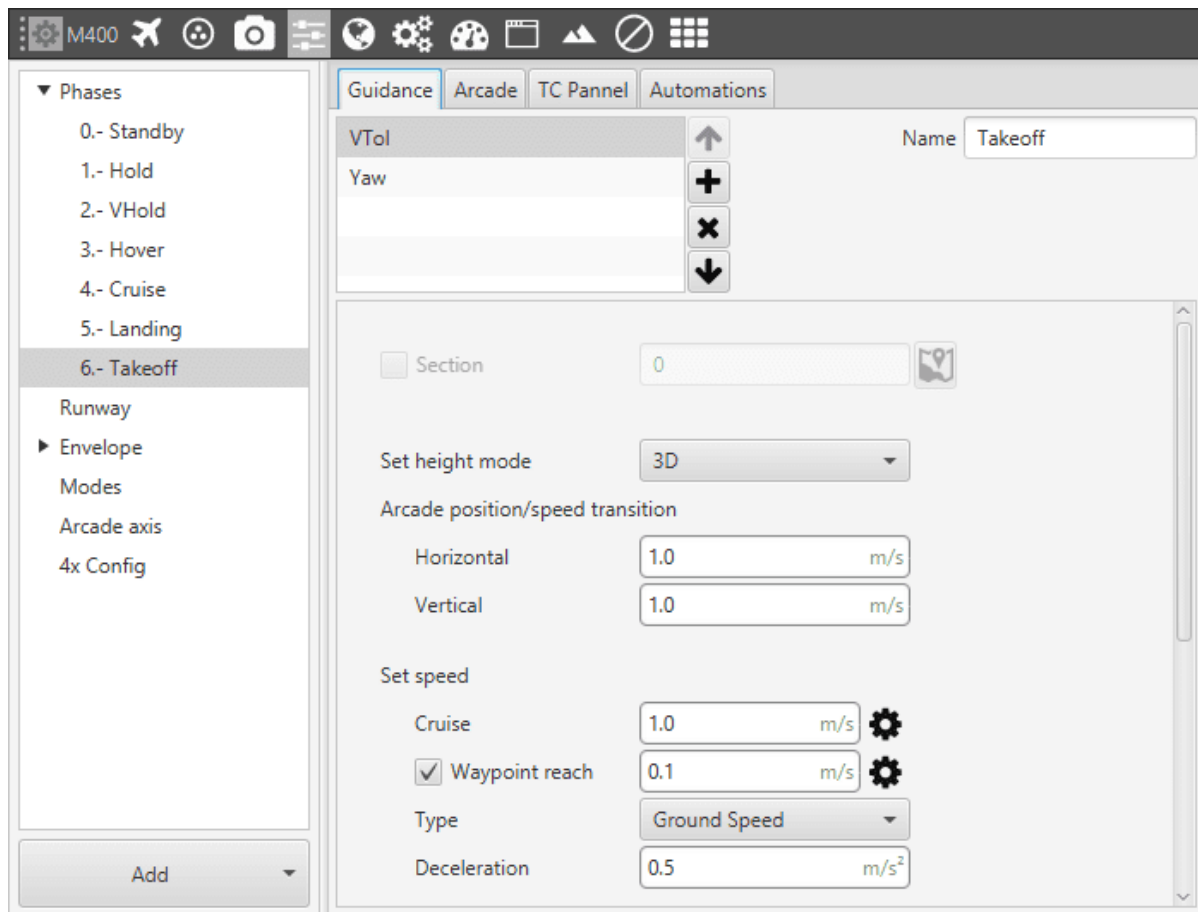 M400
Phases
0.- Standby
1.- Hold
2.- VHold
3.- Hover
4.- Cruise
5.- Landing
6.- Takeoff
Runway
Envelope
Modes
Arcade axis
4x Config
Add
Guidance Arcade TC Pannel Automations
VTol
Yaw
Name Takeoff
Section 0
Set height mode 3D
Arcade position/speed transition
Horizontal 1.0 m/s
Vertical 1.0 m/s
Set speed
Cruise 1.0 m/s
Waypoint reach 0.1 m/s
Type Ground Speed
Deceleration 0.5 m/s²